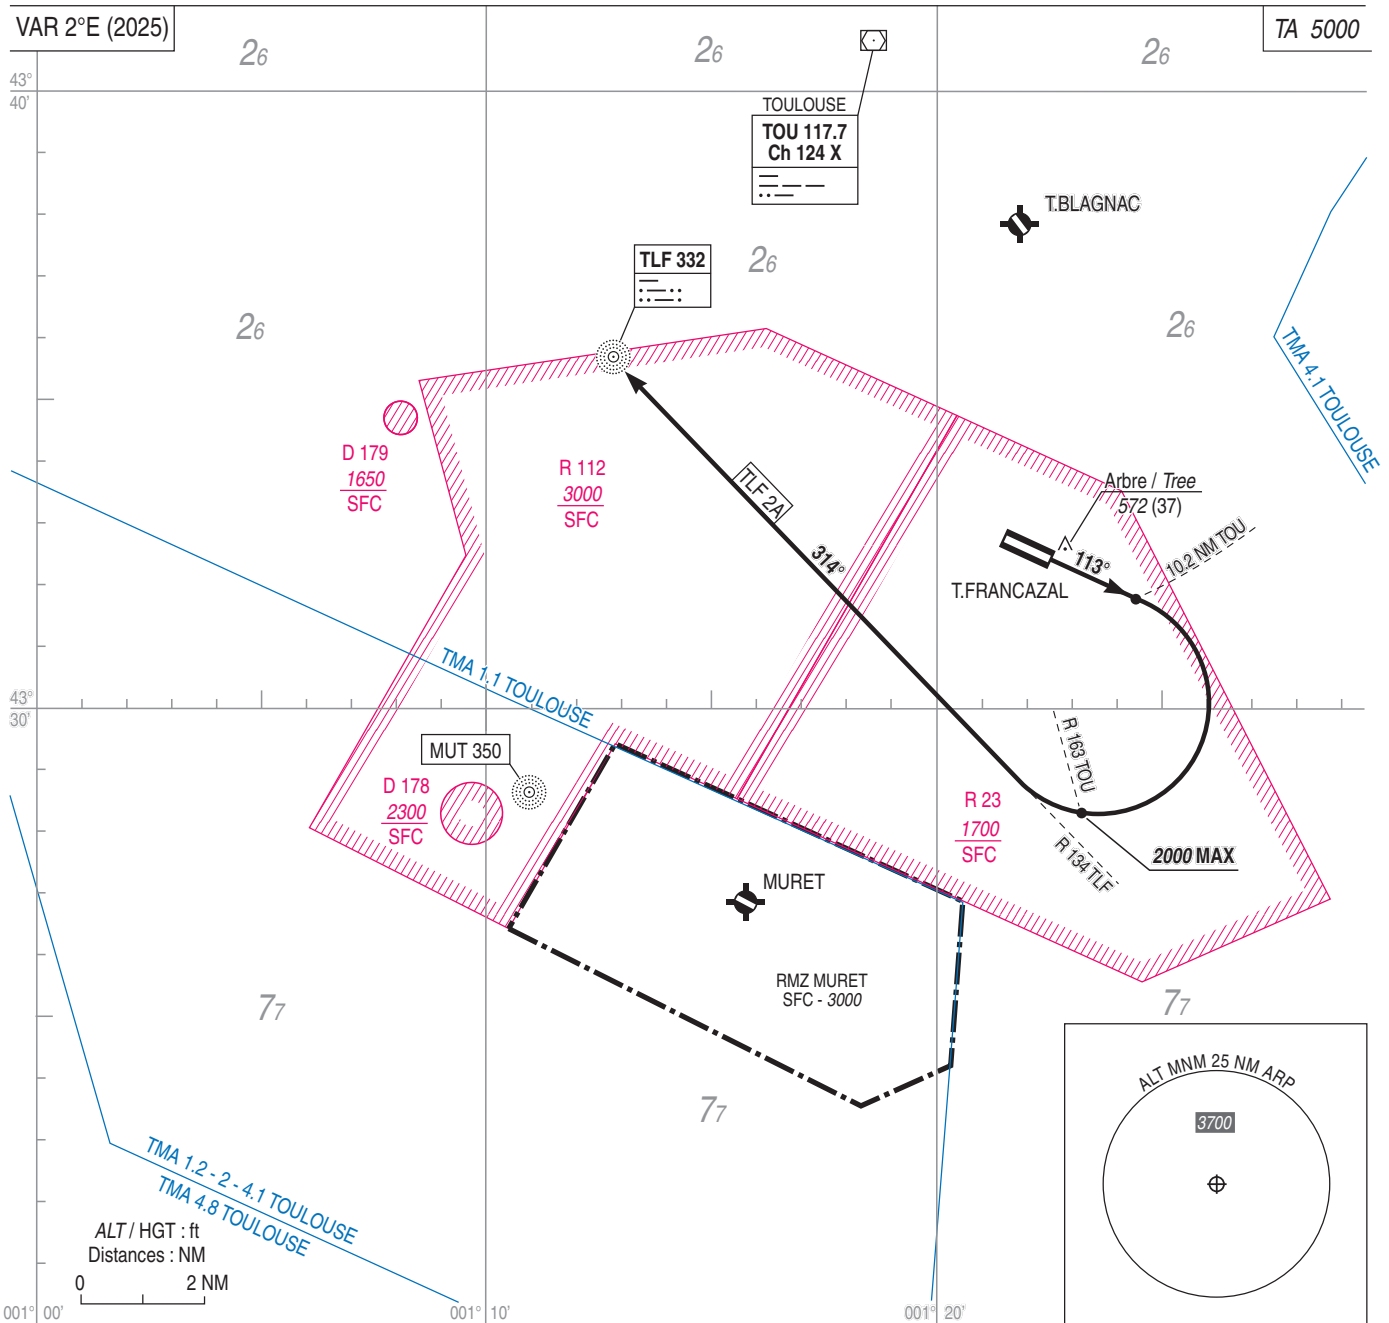 VAR 2°E (2025)
TA 5000
26
26
26
43°
40'
TOULOUSE
TOU 117.7
Ch 124 X
T.BLAGNAC
TLF 332
26
26
26
TMA 4.1 TOULOUSE
D 179
1650
SFC
R 112
3000
SFC
TLF 2A
314°
Arbre / Tree
572 (37)
113°
10.2 NM TOU
T.FRANCAZAL
TMA 1.1 TOULOUSE
43°
30'
MUT 350
D 178
2300
SFC
R 163 TOU
R 23
1700
SFC
R 134 TLF
2000 MAX
MURET
RMZ MURET
SFC - 3000
77
77
77
ALT MNM 25 NM ARP
3700
TMA 1.2 - 2 - 4.1 TOULOUSE
TMA 4.8 TOULOUSE
ALT / HGT : ft
Distances : NM
0 2 NM
001° 00'
001° 10'
001° 20'